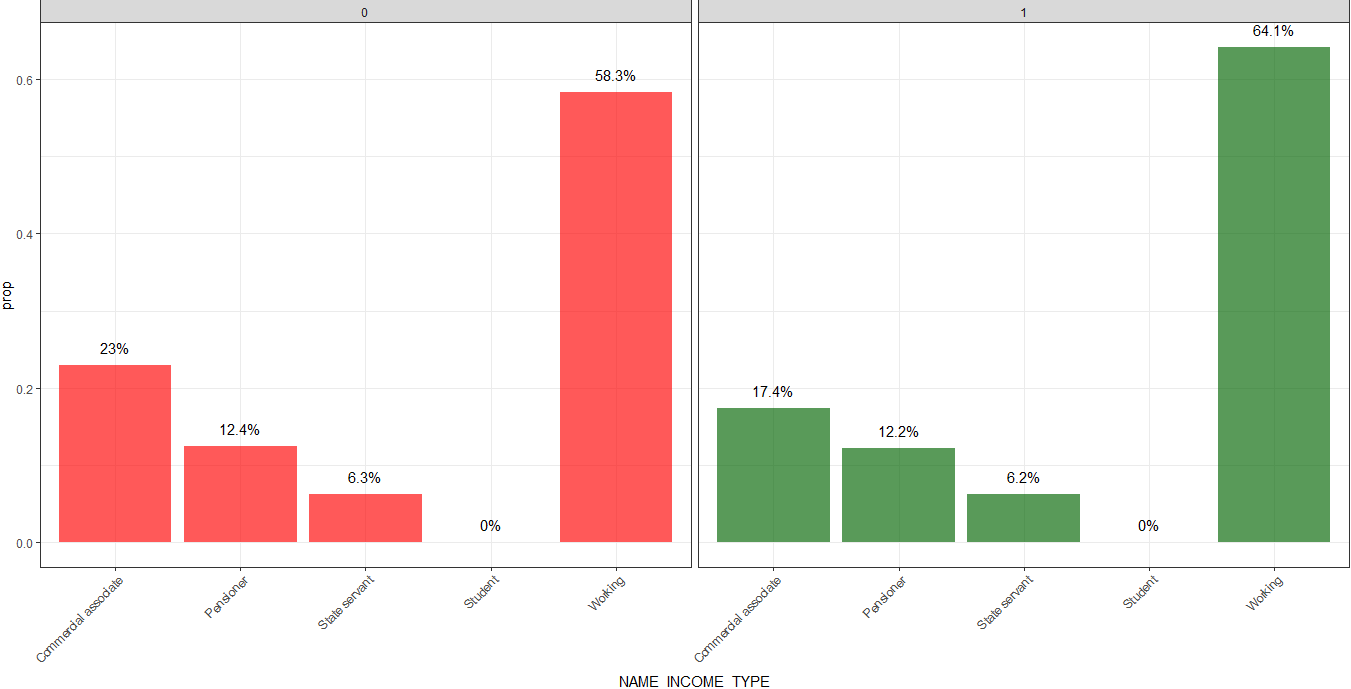 0
1
prop
0.6
0.4
0.2
0.0
23%
12.4%
6.3%
0%
58.3%
17.4%
12.2%
6.2%
0%
64.1%
Commercial associate
Pensioner
State servant
Student
Working
Commercial associate
Pensioner
State servant
Student
Working
NAME_INCOME_TYPE